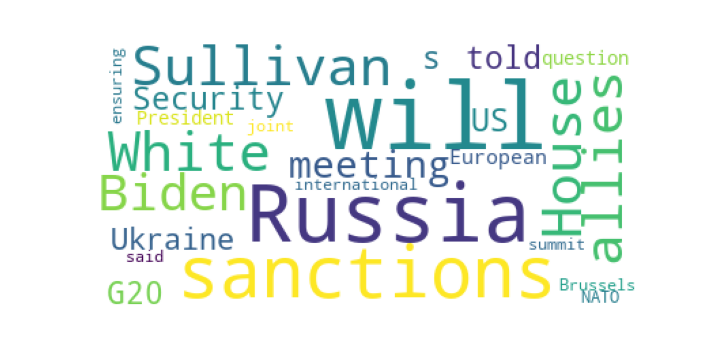 ensuring
Sullivan
s
told
question
Security
will
US
House
allies
President
joint
White
meeting
European
Biden
international
Russia
Ukraine
said
summit
sanctions
G20
Brussels
NATO